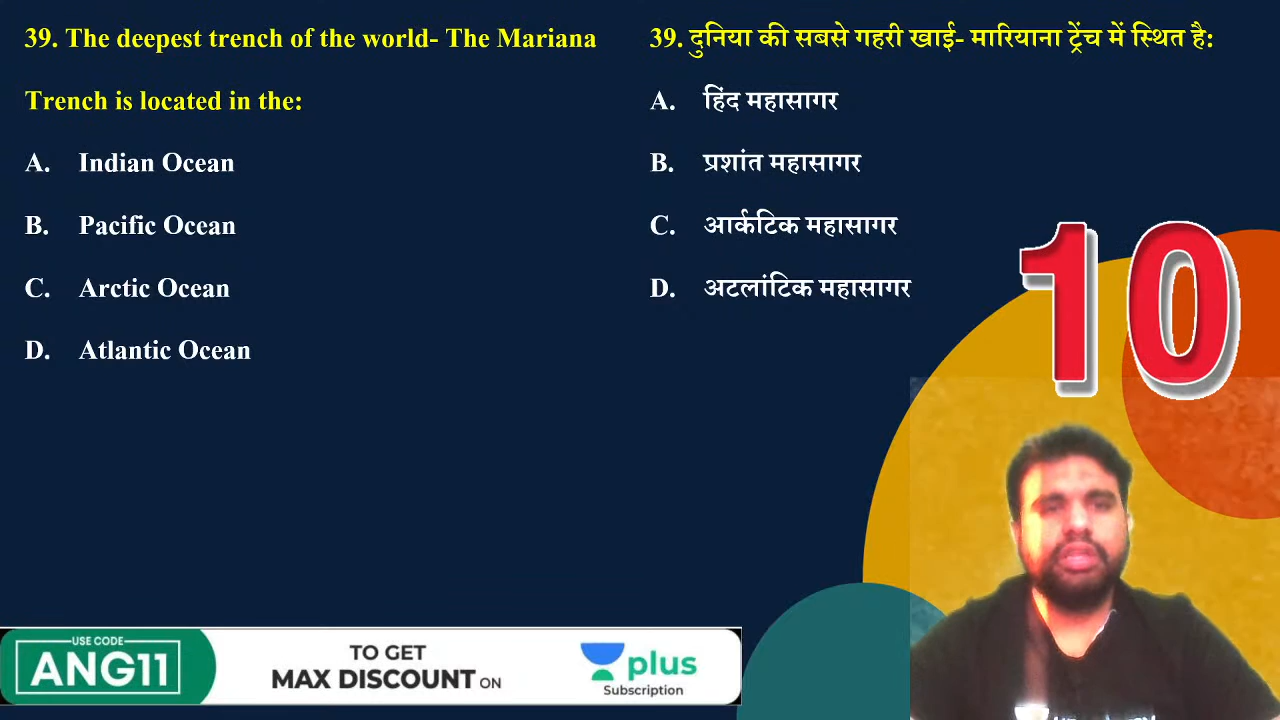 39. The deepest trench of the world- The Mariana
Trench is located in the:
A. Indian Ocean
B. Pacific Ocean
C. Arctic Ocean
D. Atlantic Ocean
39. दुनिया की सबसे गहरी खाई- मारियाना ट्रेंच में स्थित है:
A. हिंद महासागर
B. प्रशांत महासागर
C. आर्कटिक महासागर
D. अटलांटिक महासागर
10
USE CODE
ANG11
TO GET
MAX DISCOUNT ON
plus
Subscription